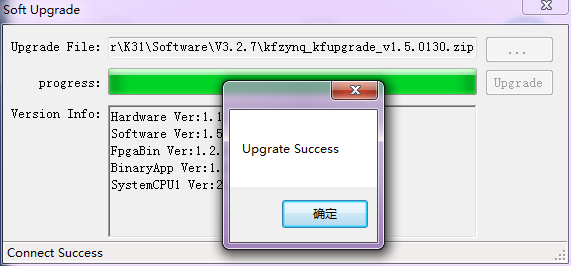 Soft Upgrade
Upgrade File: r\K31\Software\V3.2.7\kfzynq_kfupgrade_v1.5.0130.zip ...
progress: Upgrade
Version Info: Hardware Ver:1.1
Software Ver:1.5
FpgaBin Ver:1.2.
BinaryApp Ver:1.
SystemCPU1 Ver:2
Upgrate Success
确定
Connect Success